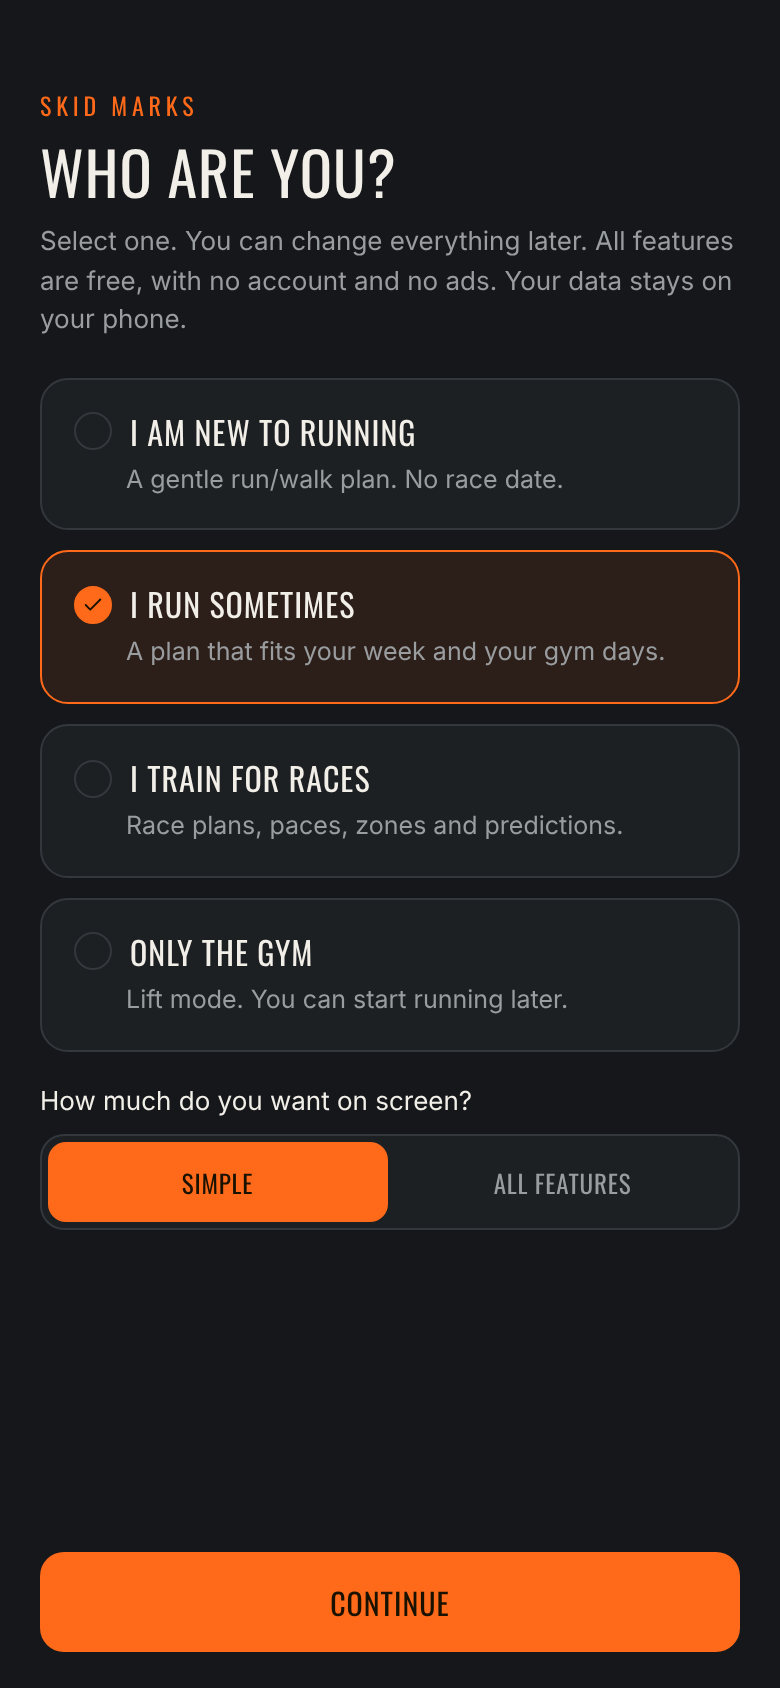 SKID MARKS
WHO ARE YOU?
Select one. You can change everything later. All features
are free, with no account and no ads. Your data stays on
your phone.
I AM NEW TO RUNNING
A gentle run/walk plan. No race date.
I RUN SOMETIMES
A plan that fits your week and your gym days.
I TRAIN FOR RACES
Race plans, paces, zones and predictions.
ONLY THE GYM
Lift mode. You can start running later.
How much do you want on screen?
SIMPLE
ALL FEATURES
CONTINUE